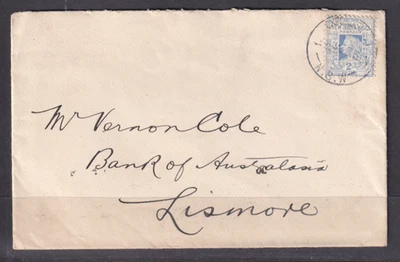 N.S.W
Mr Vernon Cole
Bank of Australasia
Lismore